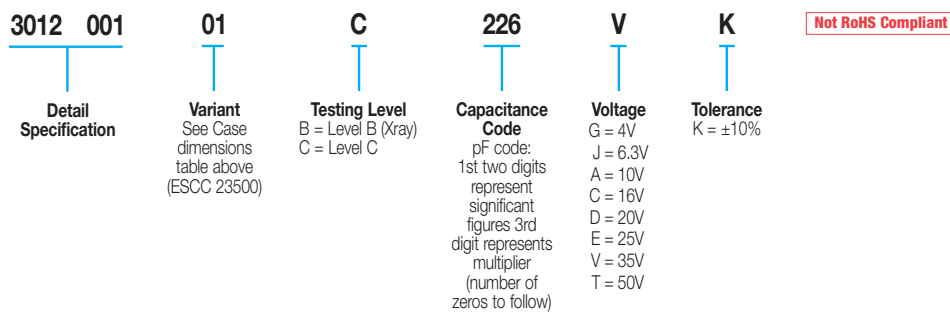 3012 001 01 C 226 V K Not RoHS Compliant
Detail
Specification
Variant
See Case
dimensions
table above
(ESCC 23500)
Testing Level
B = Level B (Xray)
C = Level C
Capacitance
Code
pF code:
1st two digits
represent
significant
figures 3rd
digit represents
multiplier
(number of
zeros to follow)
Voltage
G = 4V
J = 6.3V
A = 10V
C = 16V
D = 20V
E = 25V
V = 35V
T = 50V
Tolerance
K = ±10%